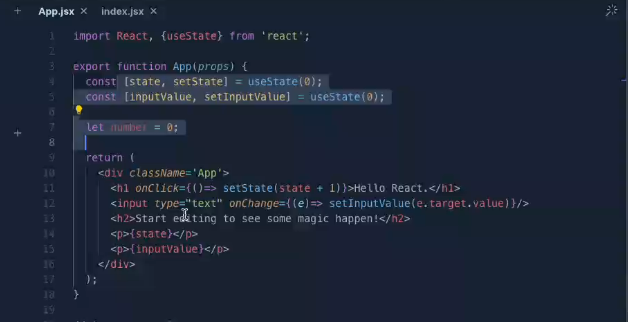 App.jsx × index.jsx ×
1 import React, {useState} from 'react';
2
3 export function App(props) {
4 const [state, setState] = useState(0);
5 const [inputValue, setInputValue] = useState(0);
6
7 let number = 0;
8
9 return (
10 <div className='App'>
11 <h1 onClick={()=> setState(state + 1)}>Hello React.</h1>
12 <input type="text" onChange={(e)=> setInputValue(e.target.value)}/>
13 <h2>Start editing to see some magic happen!</h2>
14 <p>{state}</p>
15 <p>{inputValue}</p>
16 </div>
17 );
18 }
19